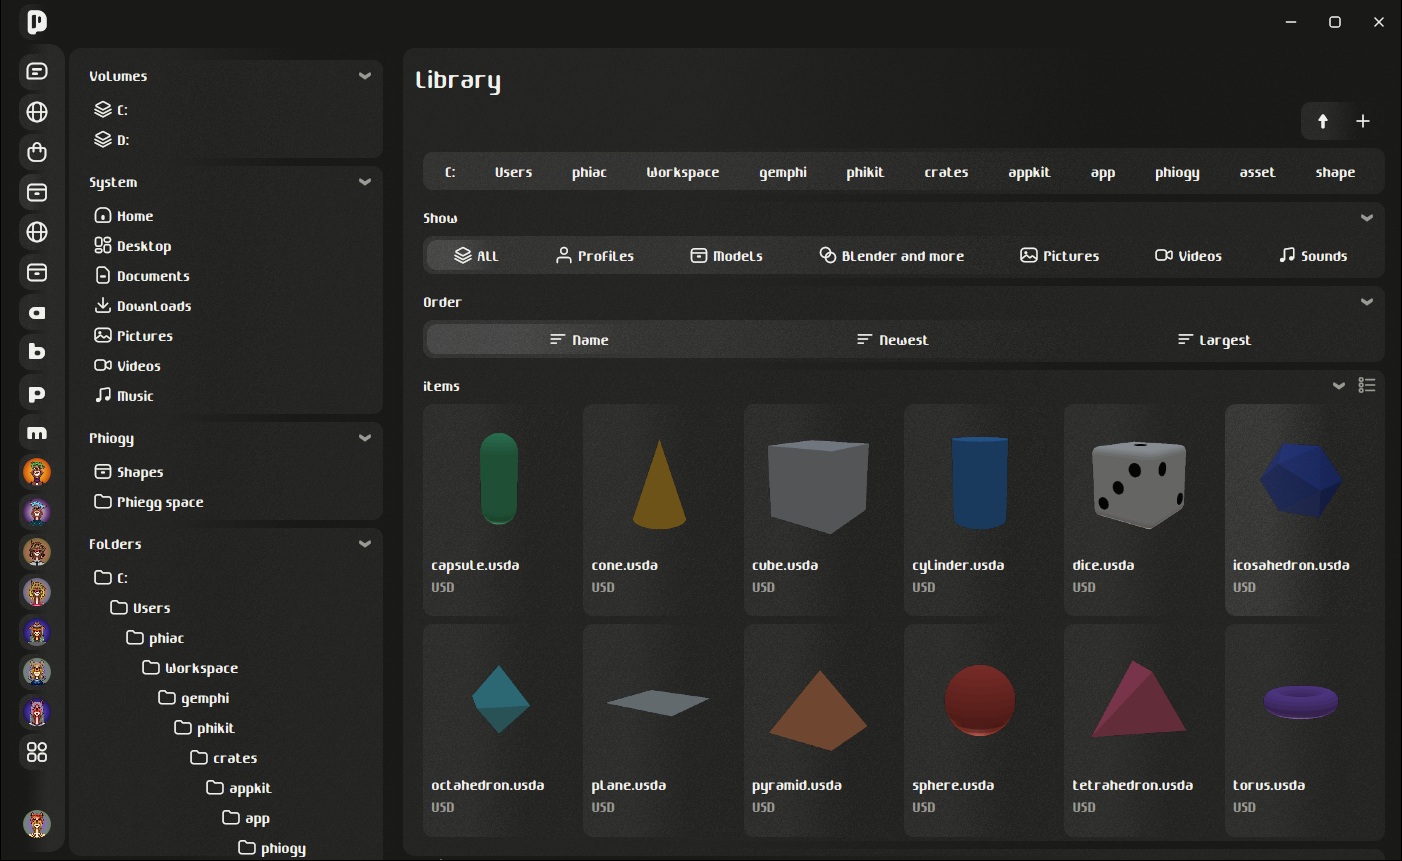 p
Volumes
C:
D:
System
Home
Desktop
Documents
Downloads
Pictures
Videos
Music
Phiogy
Shapes
Phiegg space
Folders
C:
Users
phiac
Workspace
gemphi
phikit
crates
appkit
app
phiogy
a
b
p
m
Library
C: Users phiac Workspace gemphi phikit crates appkit app phiogy asset shape
Show
All Profiles Models Blender and more Pictures Videos Sounds
Order
Name Newest Largest
items
capsule.usda cone.usda cube.usda cylinder.usda dice.usda icosahedron.usda
USD USD USD USD USD USD
octahedron.usda plane.usda pyramid.usda sphere.usda tetrahedron.usda torus.usda
USD USD USD USD USD USD